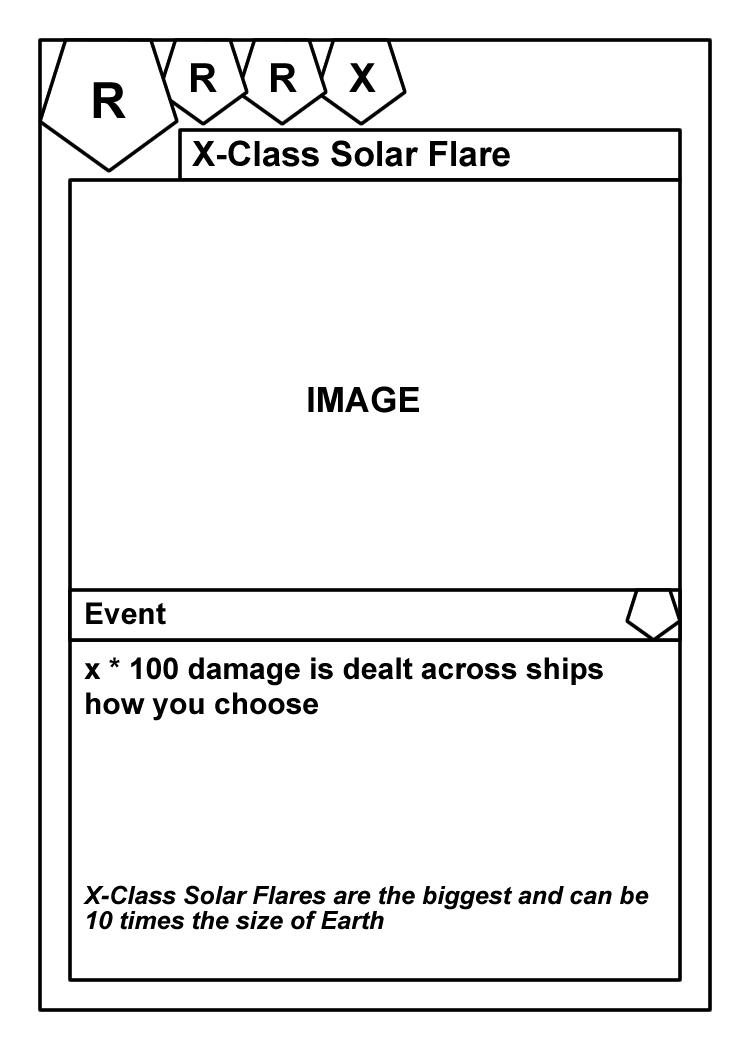 R R R X
X-Class Solar Flare
IMAGE
Event
x * 100 damage is dealt across ships
how you choose
X-Class Solar Flares are the biggest and can be
10 times the size of Earth